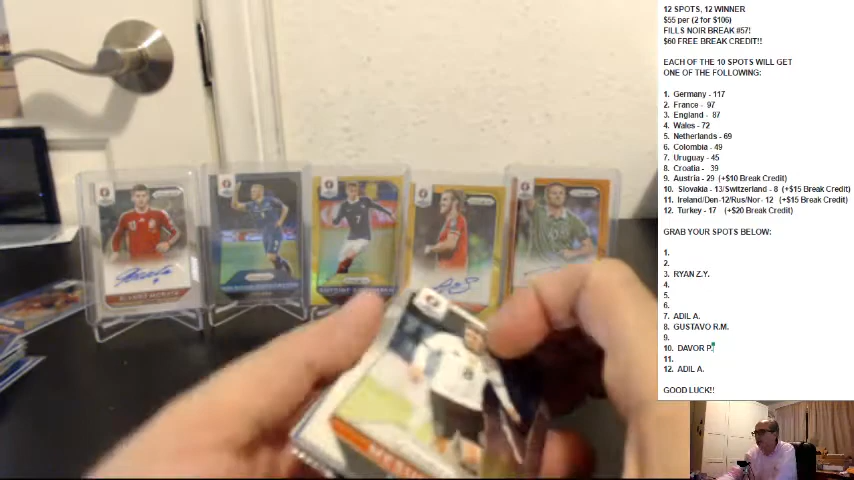 12 SPOTS, 12 WINNER
$55 per (2 for $106)
FILLS NOIR BREAK #57!
$60 FREE BREAK CREDIT!!
EACH OF THE 10 SPOTS WILL GET
ONE OF THE FOLLOWING:
1. Germany - 117
2. France - 97
3. England - 87
4. Wales - 72
5. Netherlands - 69
6. Colombia - 49
7. Uruguay - 45
8. Croatia - 39
9. Austria - 29 (+$10 Break Credit)
10. Slovakia - 13/Switzerland - 8 (+$15 Break Credit)
11. Ireland/Den-12/Rus/Nor- 12 (+$15 Break Credit)
12. Turkey - 17 (+$20 Break Credit)
GRAB YOUR SPOTS BELOW:
1.
2.
3. RYAN Z.Y.
4.
5.
6.
7. ADIL A.
8. GUSTAVO R.M.
9.
10. DAVOR P.
11.
12. ADIL A.
GOOD LUCK!!